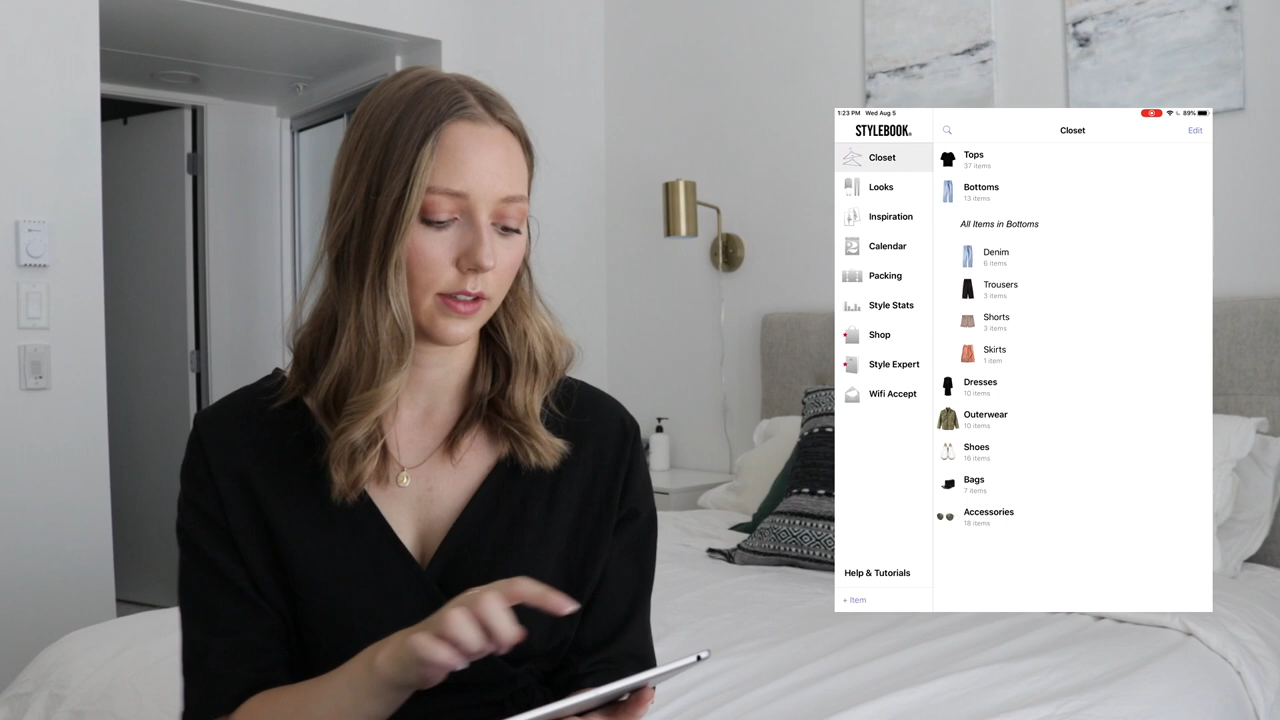 1:23 PM Wed Aug 5
89%
STYLEBOOK
Closet
Edit
Closet
Looks
Inspiration
Calendar
Packing
Style Stats
Shop
Style Expert
Wifi Accept
Help & Tutorials
+ Item
Tops
37 items
Bottoms
13 items
All Items in Bottoms
Denim
6 items
Trousers
3 items
Shorts
3 items
Skirts
1 item
Dresses
10 items
Outerwear
10 items
Shoes
16 items
Bags
7 items
Accessories
18 items